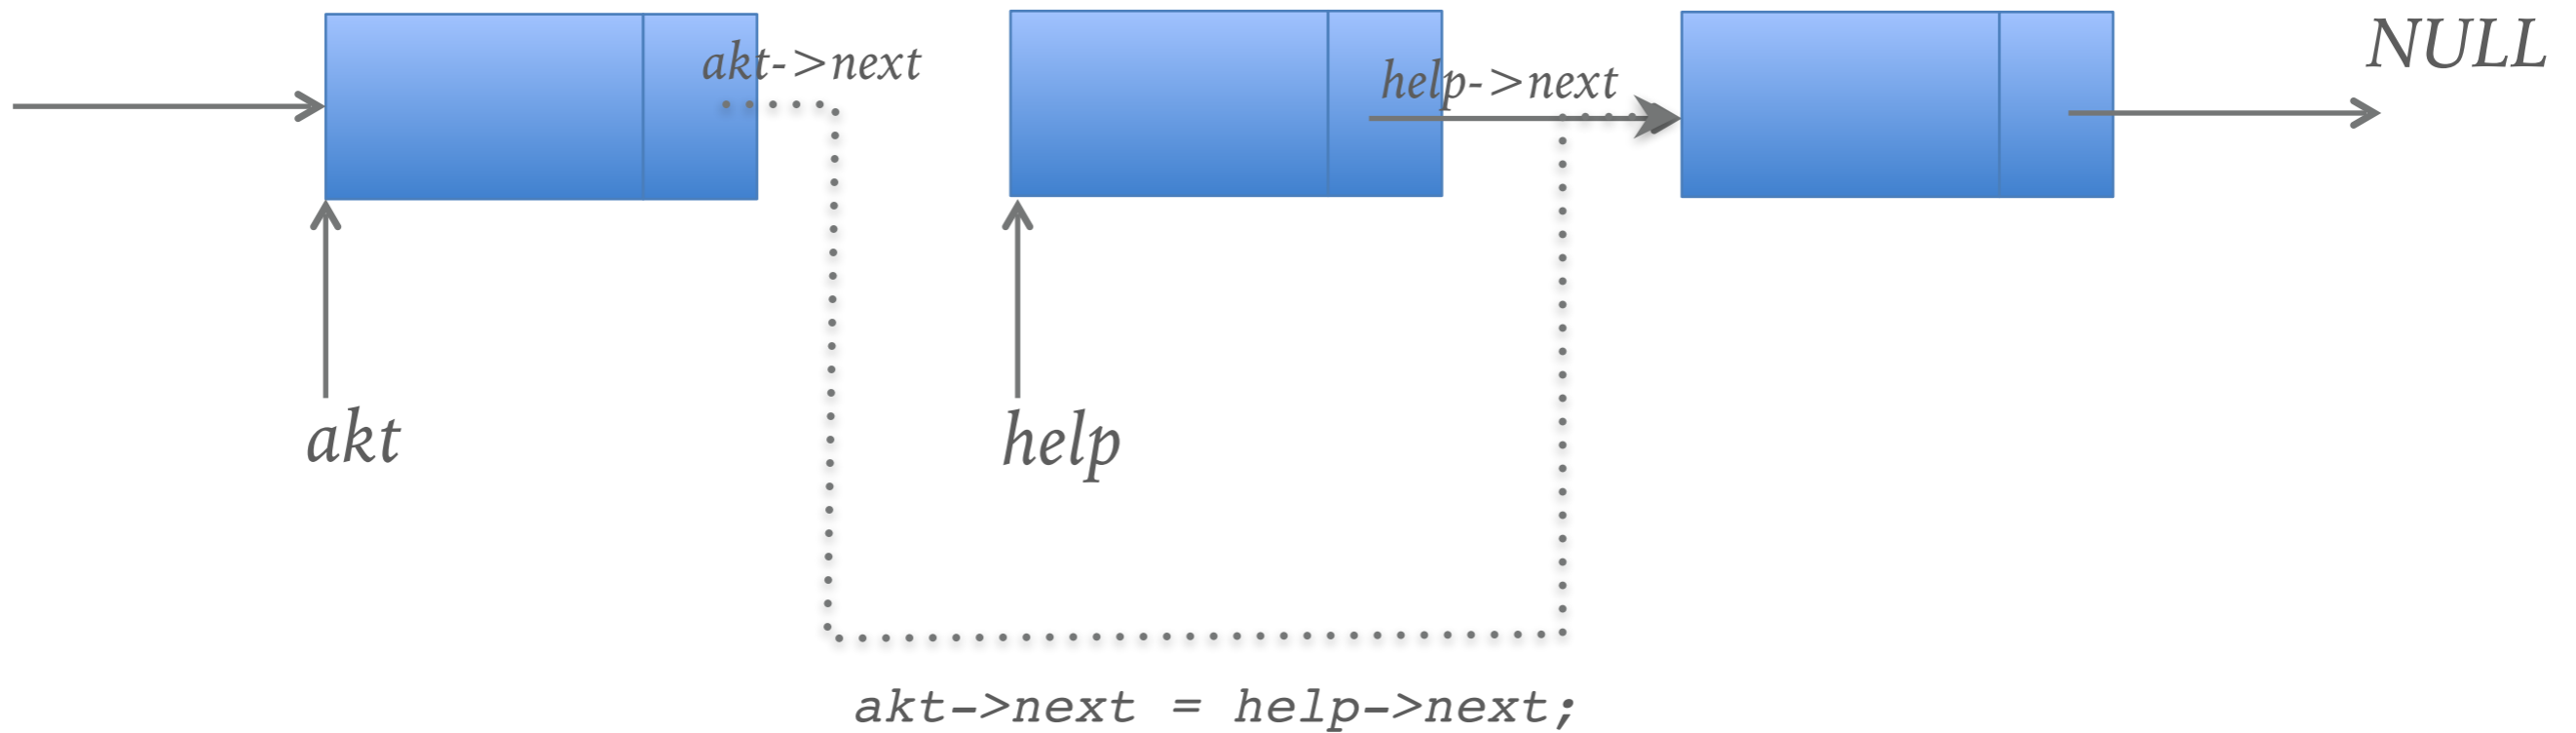 akt->next
help->next
NULL
akt
help
akt->next = help->next;